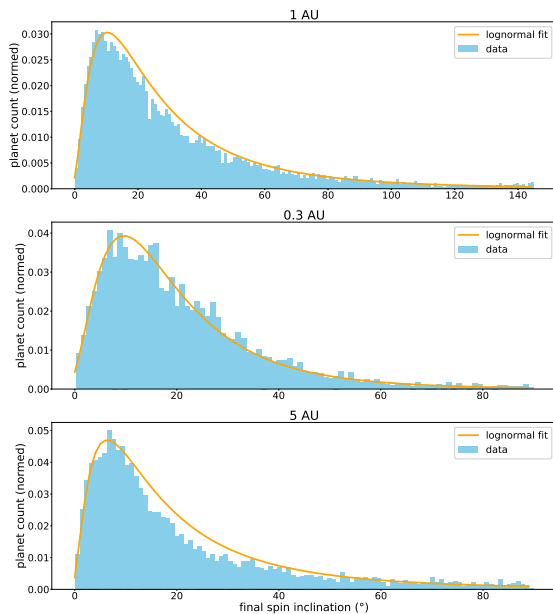 1 AU
planet count (normed)
0.030
0.025
0.020
0.015
0.010
0.005
0.000
0 20 40 60 80 100 120 140
lognormal fit
data
0.3 AU
planet count (normed)
0.04
0.03
0.02
0.01
0.00
0 20 40 60 80
lognormal fit
data
5 AU
planet count (normed)
0.05
0.04
0.03
0.02
0.01
0.00
0 20 40 60 80
lognormal fit
data
final spin inclination (°)